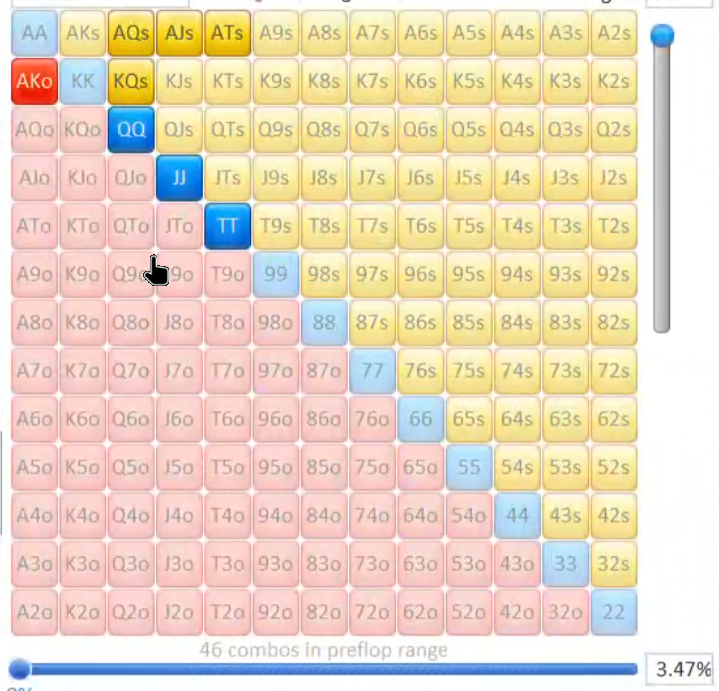 AA AKs AQs AJs ATs A9s A8s A7s A6s A5s A4s A3s A2s
AKo KK KQs KJs KTs K9s K8s K7s K6s K5s K4s K3s K2s
AQo KQo QQ QJs QTs Q9s Q8s Q7s Q6s Q5s Q4s Q3s Q2s
AJo KJo QJo JJ JTs J9s J8s J7s J6s J5s J4s J3s J2s
ATo KTo QTo JTo TT T9s T8s T7s T6s T5s T4s T3s T2s
A9o K9o T9o 99 98s 97s 96s 95s 94s 93s 92s
A8o K8o Q8o J8o T8o 98o 88 87s 86s 85s 84s 83s 82s
A7o K7o Q7o J7o T7o 97o 87o 77 76s 75s 74s 73s 72s
A6o K6o Q6o J6o T6o 96o 86o 76o 66 65s 64s 63s 62s
A5o K5o Q5o J5o T5o 95o 85o 75o 65o 55 54s 53s 52s
A4o K4o Q4o J4o T4o 94o 84o 74o 64o 54o 44 43s 42s
A3o K3o Q3o J3o T3o 93o 83o 73o 63o 53o 43o 33 32s
A2o K2o Q2o J2o T2o 92o 82o 72o 62o 52o 42o 32o 22
46 combos in preflop range
3.47%